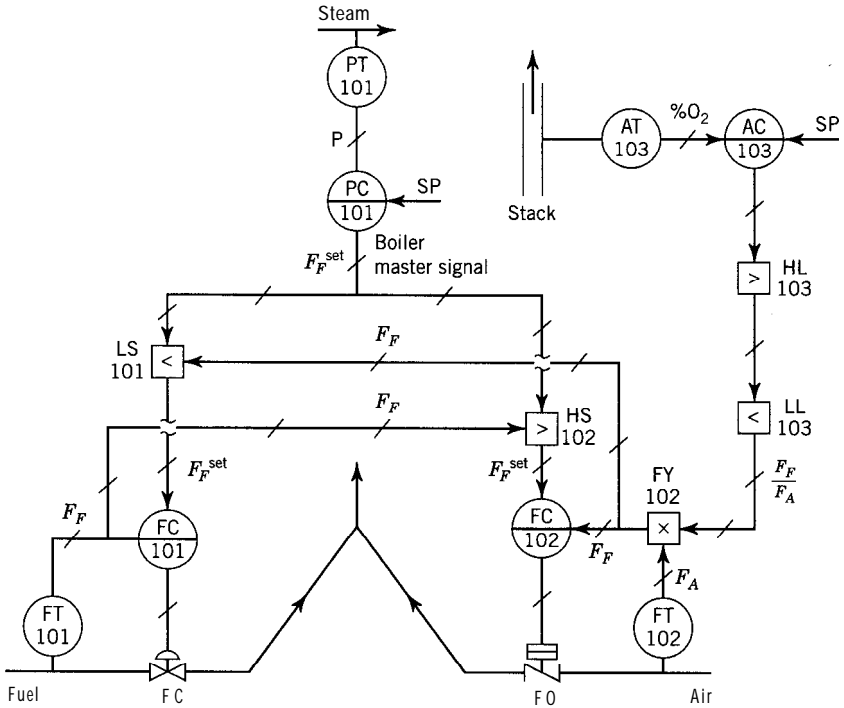 Steam
PT
101
P
PC
101
SP
F_F^set
Boiler
master signal
Stack
AT
103
%O₂
AC
103
SP
>
HL
103
<
LL
103
F_F
F_A
LS
101
<
F_F
F_F
>
HS
102
F_F^set
F_F^set
F_F
FC
101
FC
102
F_F
FY
102
×
F_A
FT
101
FT
102
Fuel
FC
FO
Air